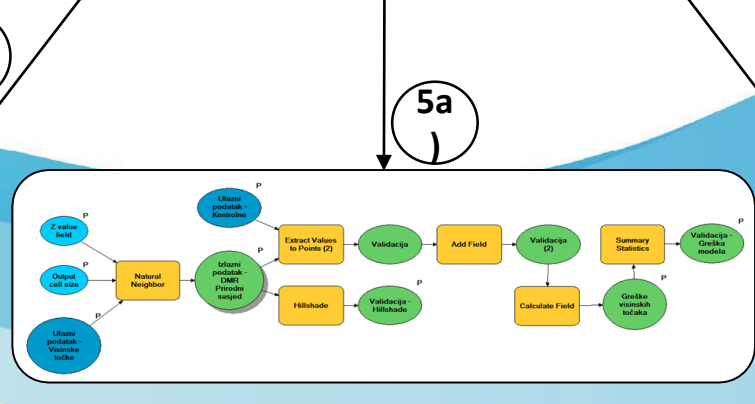 5a
)
P
Ulazni
podatak -
Kontrolne
P
Z value
field
P
Output
cell size
P
Ulazni
podatak -
Visinske
točke
Natural
Neighbor
P
Izlazni
podatak -
DMR
Prirodni
susjed
Extract Values
to Points (2)
Validacija
Add Field
Validacija
(2)
Hillshade
P
Validacija -
Hillshade
Calculate Field
P
Greške
visinskih
točaka
Summary
Statistics
P
Validacija -
Greška
modela